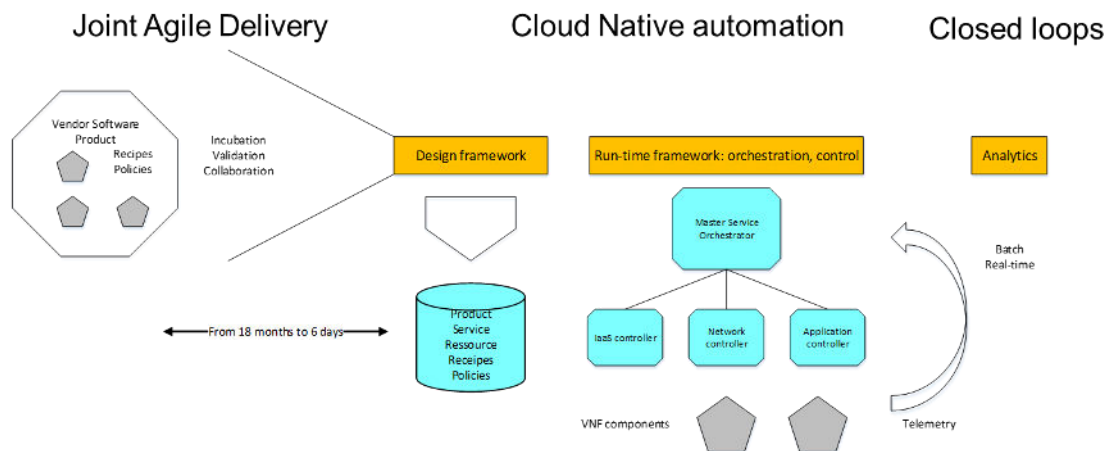 Joint Agile Delivery
Cloud Native automation
Closed loops
Vendor Software
Product
Recipes
Policies
Incubation
Validation
Collaboration
Design framework
Run-time framework: orchestration, control
Analytics
Master Service
Orchestrator
Batch
Real-time
From 18 months to 6 days
Product
Service
Ressource
Receipes
Policies
IaaS controller
Network
controller
Application
controller
VNF components
Telemetry